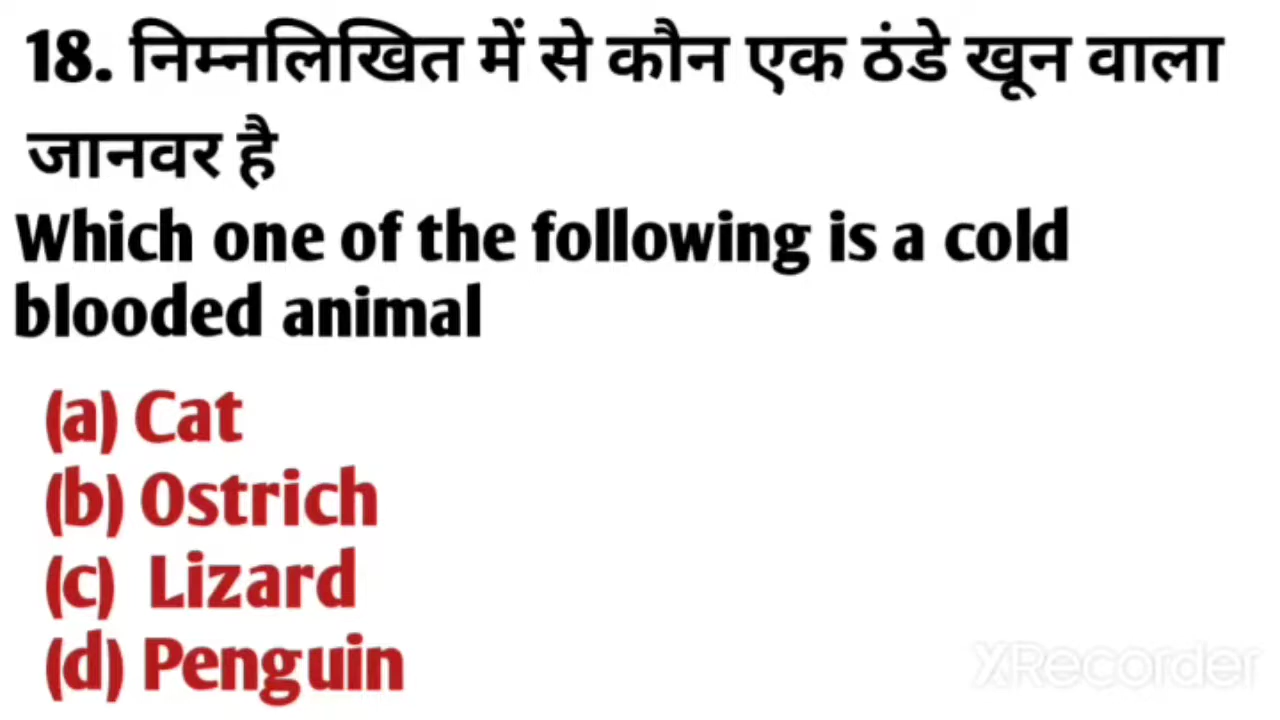 18. निम्नलिखित में से कौन एक ठंडे खून वाला
जानवर है
Which one of the following is a cold
blooded animal
(a) Cat
(b) Ostrich
(c) Lizard
(d) Penguin
XRecorder